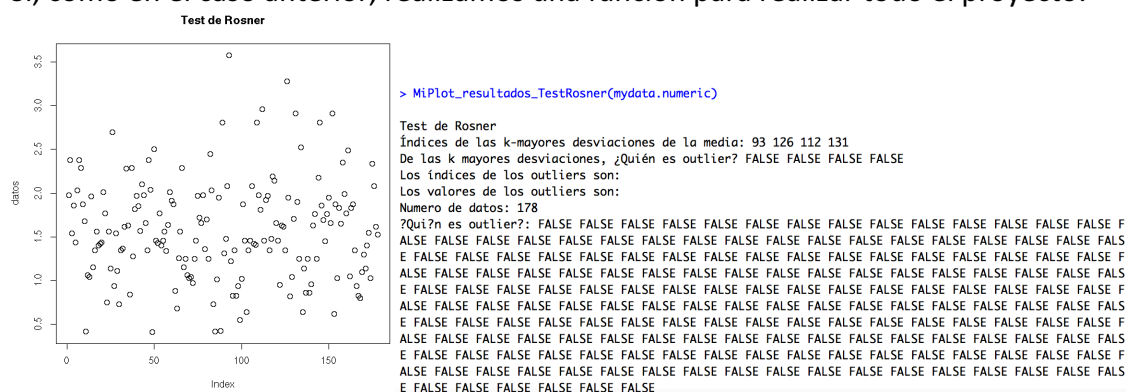 si, como en el caso anterior, realizamos una función para realizar todo el proyecto.
Test de Rosner
3.5
3.0
2.5
2.0
1.5
1.0
0.5
datos
0 50 100 150
Index
> MiPlot_resultados_TestRosner(mydata.numeric)
Test de Rosner
Índices de las k-mayores desviaciones de la media: 93 126 112 131
De las k mayores desviaciones, ¿Quién es outlier? FALSE FALSE FALSE FALSE
Los índices de los outliers son:
Los valores de los outliers son:
Numero de datos: 178
?Qui?n es outlier?: FALSE FALSE FALSE FALSE FALSE FALSE FALSE FALSE FALSE FALSE FALSE FALSE FALSE FALSE F
ALSE FALSE FALSE FALSE FALSE FALSE FALSE FALSE FALSE FALSE FALSE FALSE FALSE FALSE FALSE FALSE FALSE FALS
E FALSE FALSE FALSE FALSE FALSE FALSE FALSE FALSE FALSE FALSE FALSE FALSE FALSE FALSE FALSE FALSE FALSE F
ALSE FALSE FALSE FALSE FALSE FALSE FALSE FALSE FALSE FALSE FALSE FALSE FALSE FALSE FALSE FALSE FALSE FALS
E FALSE FALSE FALSE FALSE FALSE FALSE FALSE FALSE FALSE FALSE FALSE FALSE FALSE FALSE FALSE FALSE FALSE F
ALSE FALSE FALSE FALSE FALSE FALSE FALSE FALSE FALSE FALSE FALSE FALSE FALSE FALSE FALSE FALSE FALSE FALS
E FALSE FALSE FALSE FALSE FALSE FALSE FALSE FALSE FALSE FALSE FALSE FALSE FALSE FALSE FALSE FALSE FALSE F
ALSE FALSE FALSE FALSE FALSE FALSE FALSE FALSE FALSE FALSE FALSE FALSE FALSE FALSE FALSE FALSE FALSE FALS
E FALSE FALSE FALSE FALSE FALSE FALSE FALSE FALSE FALSE FALSE FALSE FALSE FALSE FALSE FALSE FALSE FALSE F
ALSE FALSE FALSE FALSE FALSE FALSE FALSE FALSE FALSE FALSE FALSE FALSE FALSE FALSE FALSE FALSE FALSE FALS
E FALSE FALSE FALSE FALSE FALSE FALSE